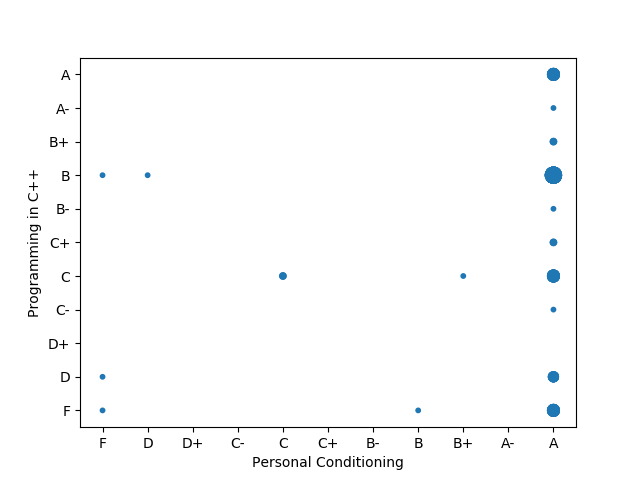 A
A-
B+
B
B-
C+
C
C-
D+
D
F
Programming in C++
F D D+ C- C C+ B- B B+ A- A
Personal Conditioning